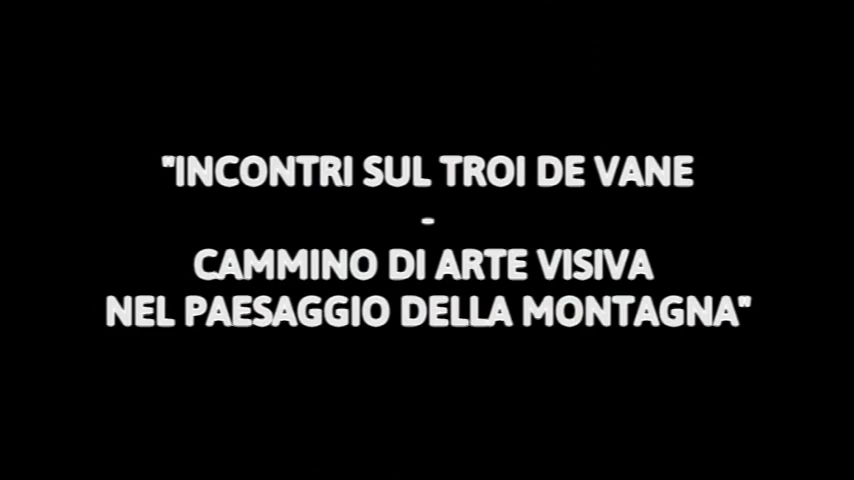 "INCONTRI SUL TROI DE VANE
-
CAMMINO DI ARTE VISIVA
NEL PAESAGGIO DELLA MONTAGNA"